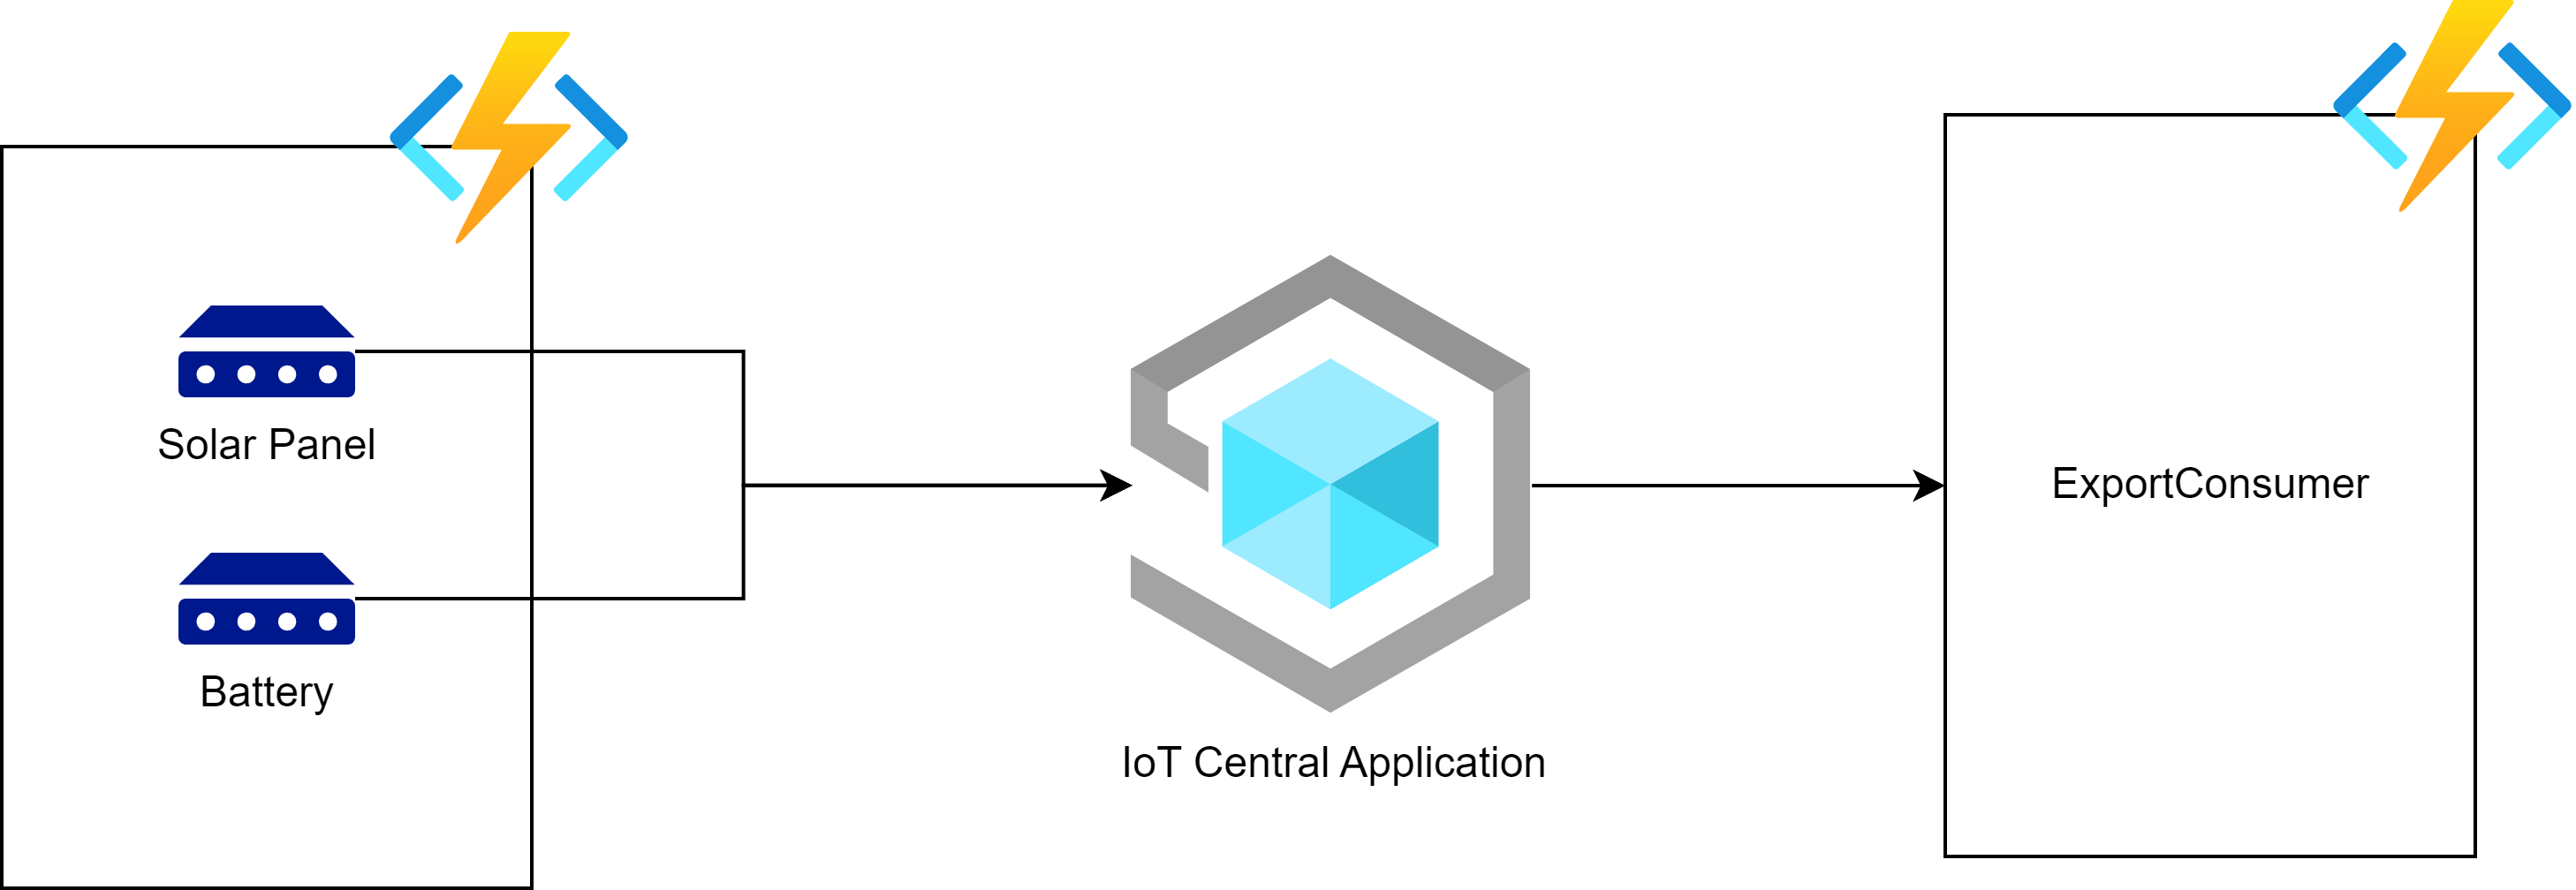 Solar Panel
Battery
IoT Central Application
ExportConsumer